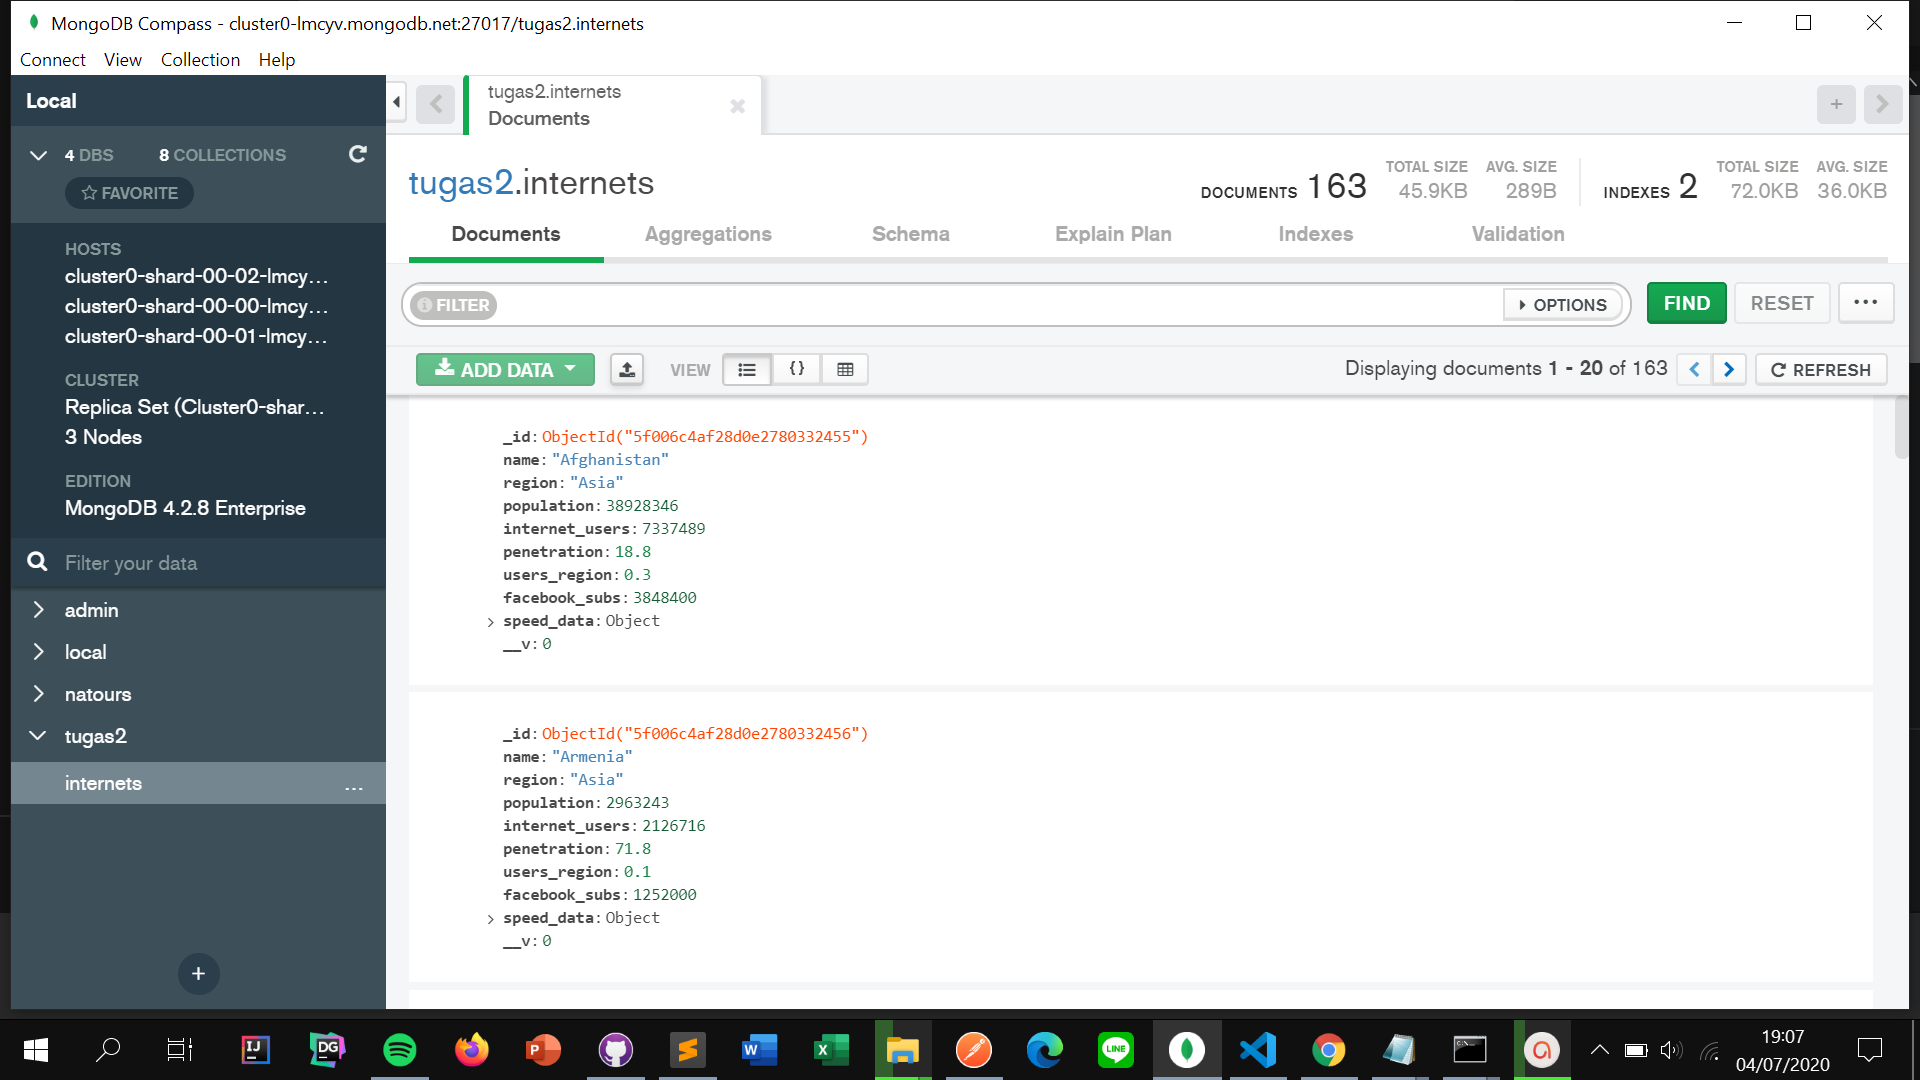 MongoDB Compass - cluster0-lmcyv.mongodb.net:27017/tugas2.internets
Connect View Collection Help
Local
4 DBS 8 COLLECTIONS
FAVORITE
HOSTS
cluster0-shard-00-02-lmcy...
cluster0-shard-00-00-lmcy...
cluster0-shard-00-01-lmcy...
CLUSTER
Replica Set (Cluster0-shar...
3 Nodes
EDITION
MongoDB 4.2.8 Enterprise
Filter your data
admin
local
natours
tugas2
internets ...
+
tugas2.internets
Documents
tugas2.internets
DOCUMENTS 163
TOTAL SIZE 45.9KB
AVG. SIZE 289B
INDEXES 2
TOTAL SIZE 72.0KB
AVG. SIZE 36.0KB
Documents Aggregations Schema Explain Plan Indexes Validation
FILTER OPTIONS FIND RESET ...
ADD DATA VIEW {} Displaying documents 1 - 20 of 163 REFRESH
_id: ObjectId("5f006c4af28d0e2780332455")
name: "Afghanistan"
region: "Asia"
population: 38928346
internet_users: 7337489
penetration: 18.8
users_region: 0.3
facebook_subs: 3848400
speed_data: Object
__v: 0
_id: ObjectId("5f006c4af28d0e2780332456")
name: "Armenia"
region: "Asia"
population: 2963243
internet_users: 2126716
penetration: 71.8
users_region: 0.1
facebook_subs: 1252000
speed_data: Object
__v: 0
IJ DG P S W X LINE
19:07
04/07/2020